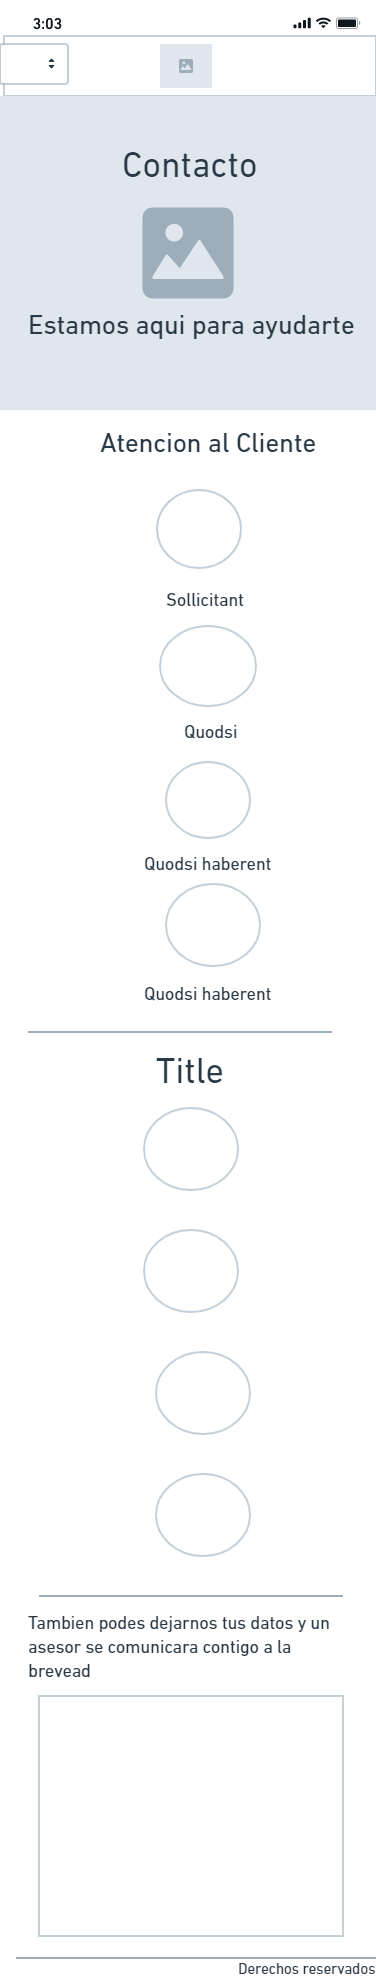 3:03
Contacto
Estamos aqui para ayudarte
Atencion al Cliente
Sollicitant
Quodsi
Quodsi haberent
Quodsi haberent
Title
Tambien podes dejarnos tus datos y un
asesor se comunicara contigo a la
brevead
Derechos reservados